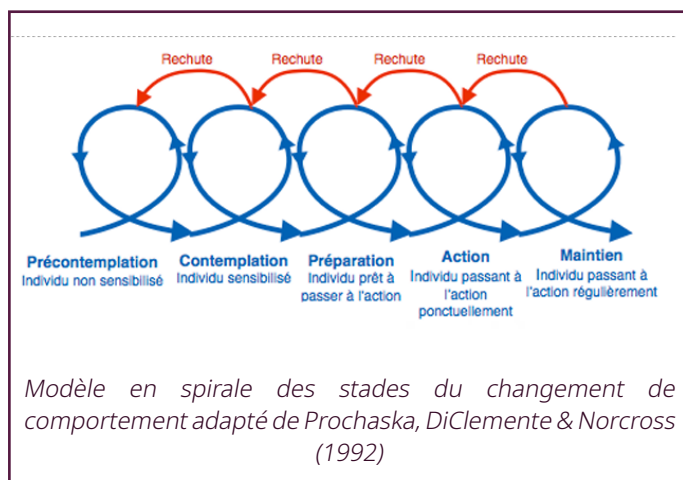 Rechute Rechute Rechute Rechute
Précontemplation
Individu non sensibilisé
Contemplation
Individu sensibilisé
Préparation
Individu prêt à
passer à l'action
Action
Individu passant à
l'action
ponctuellement
Maintien
Individu passant à
l'action régulièrement
Modèle en spirale des stades du changement de
comportement adapté de Prochaska, DiClemente & Norcross
(1992)